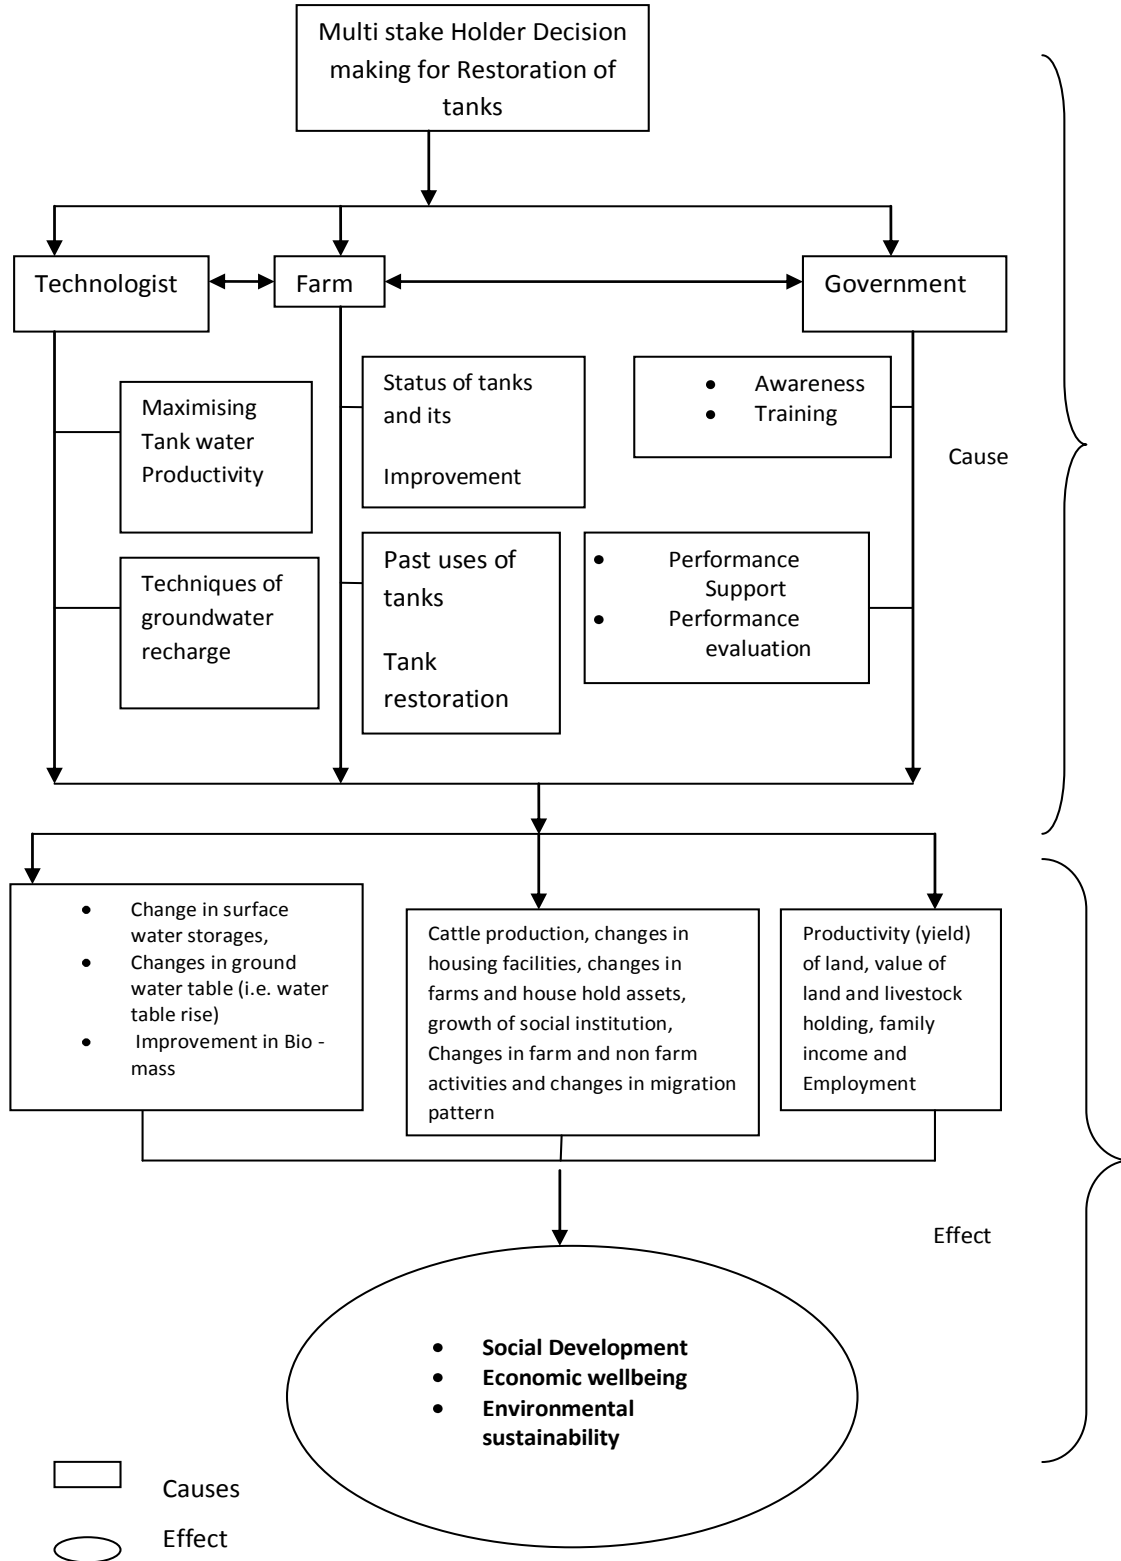 Multi stake Holder Decision
making for Restoration of
tanks
Technologist
Farm
Government
Maximising
Tank water
Productivity
Status of tanks
and its
Improvement
• Awareness
• Training
Cause
Techniques of
groundwater
recharge
Past uses of
tanks
Tank
restoration
• Performance
Support
• Performance
evaluation
• Change in surface
water storages,
• Changes in ground
water table (i.e. water
table rise)
• Improvement in Bio -
mass
Cattle production, changes in
housing facilities, changes in
farms and house hold assets,
growth of social institution,
Changes in farm and non farm
activities and changes in migration
pattern
Productivity (yield)
of land, value of
land and livestock
holding, family
income and
Employment
Effect
• Social Development
• Economic wellbeing
• Environmental
sustainability
Causes
Effect